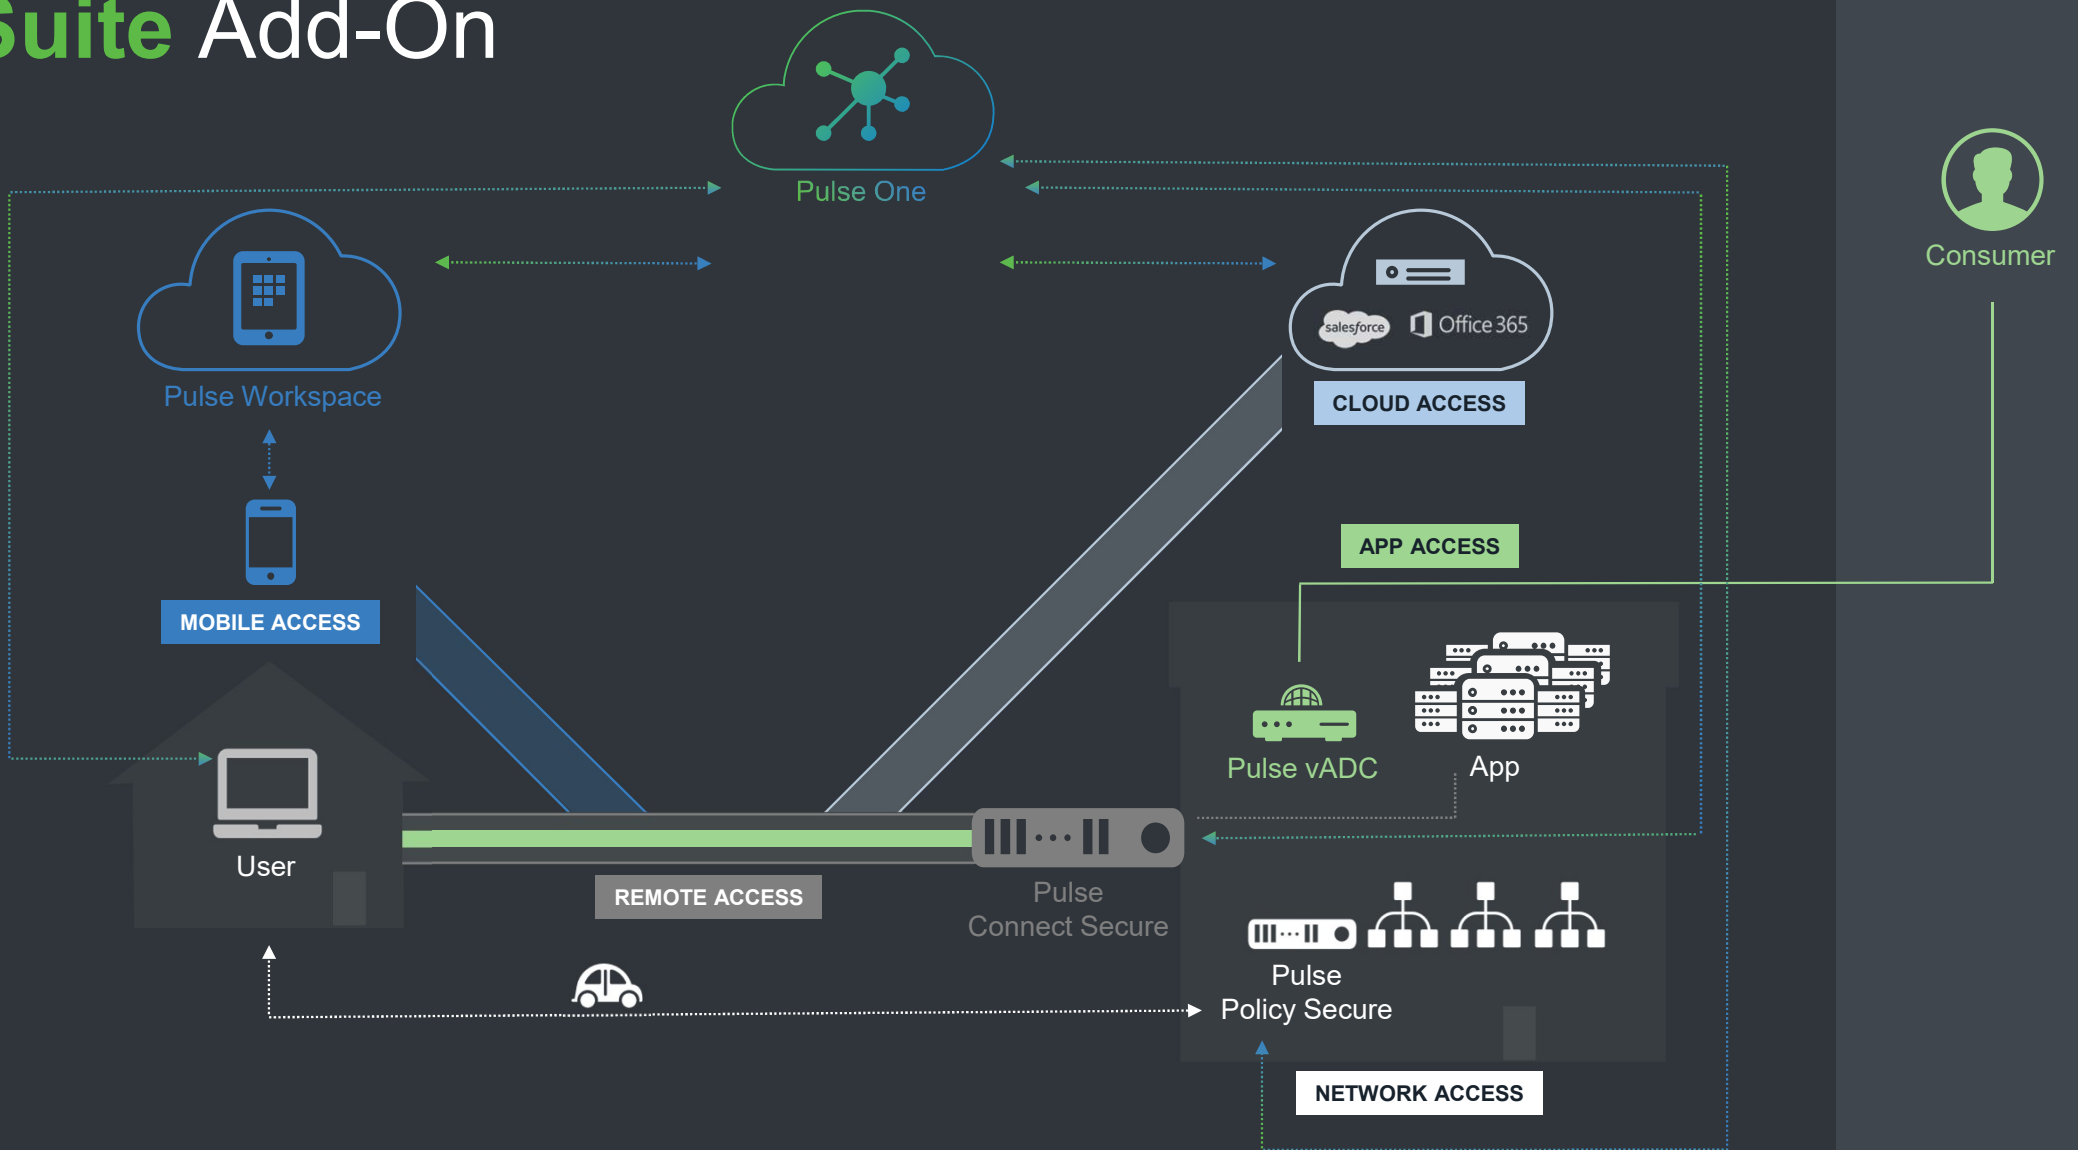 Suite Add-On
Pulse One
Consumer
salesforce
Office 365
Pulse Workspace
CLOUD ACCESS
APP ACCESS
MOBILE ACCESS
Pulse vADC
App
User
REMOTE ACCESS
Pulse
Connect Secure
Pulse
Policy Secure
NETWORK ACCESS